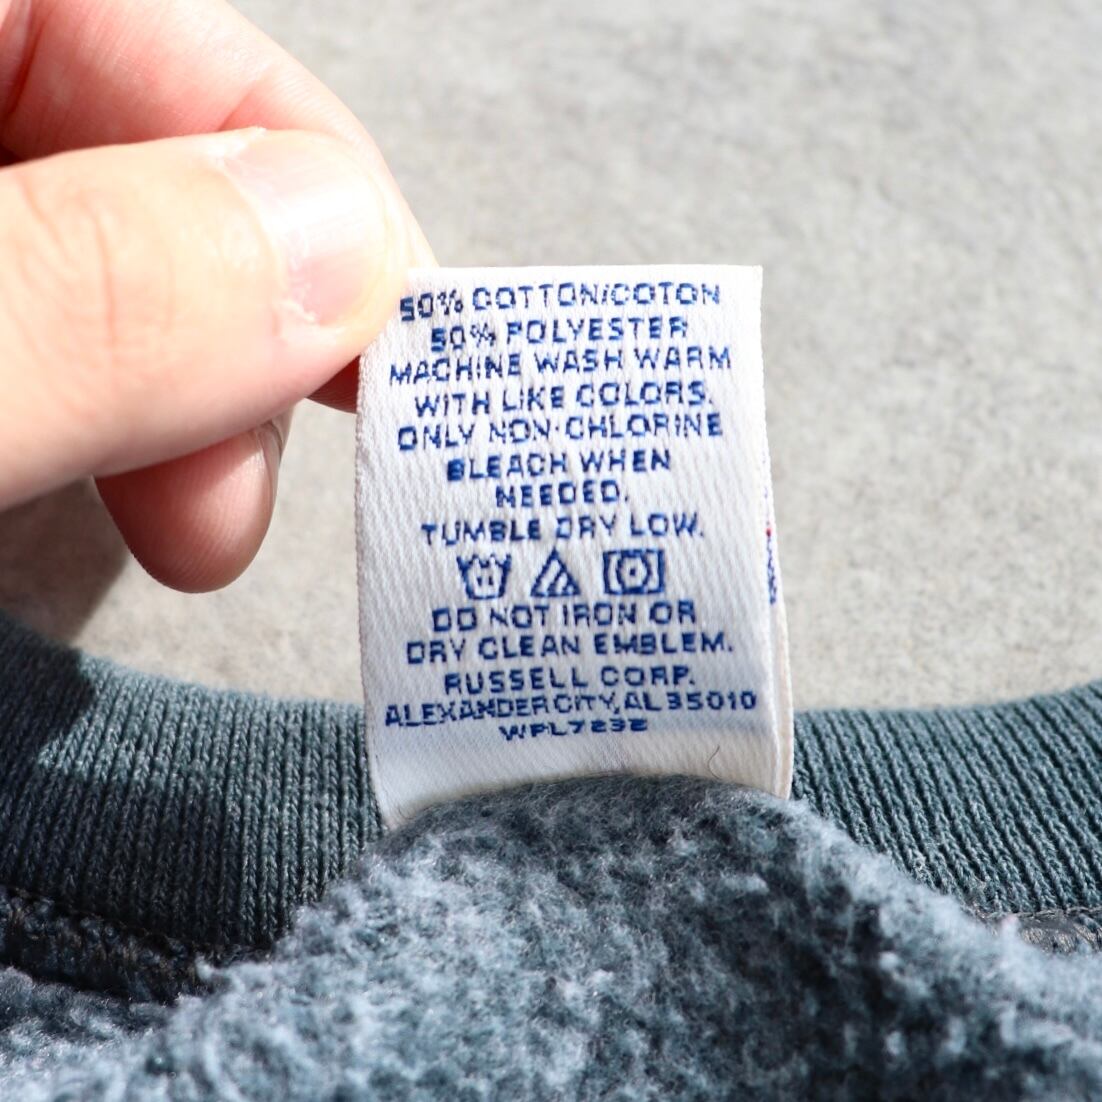 50% COTTON/COTON
50% POLYESTER
MACHINE WASH WARM
WITH LIKE COLORS.
ONLY NON-CHLORINE
BLEACH WHEN
NEEDED.
TUMBLE DRY LOW.
DO NOT IRON OR
DRY CLEAN EMBLEM.
RUSSELL CORP.
ALEXANDER CITY, AL 35010
WPL7232